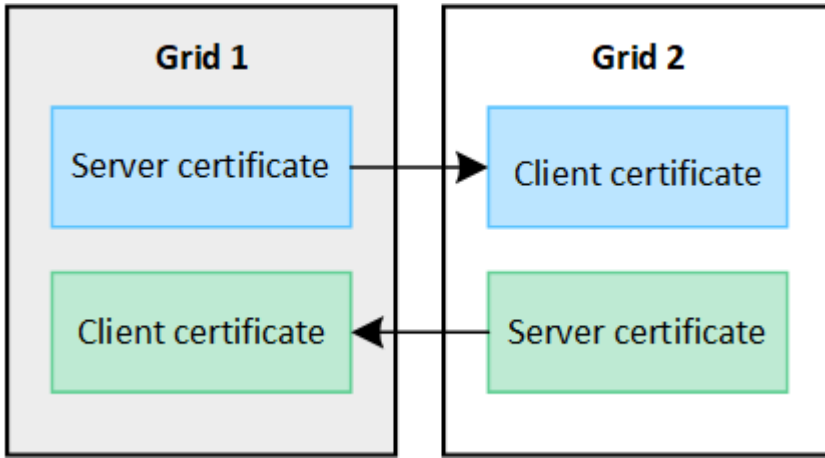 Grid 1
Grid 2
Server certificate
Client certificate
Client certificate
Server certificate